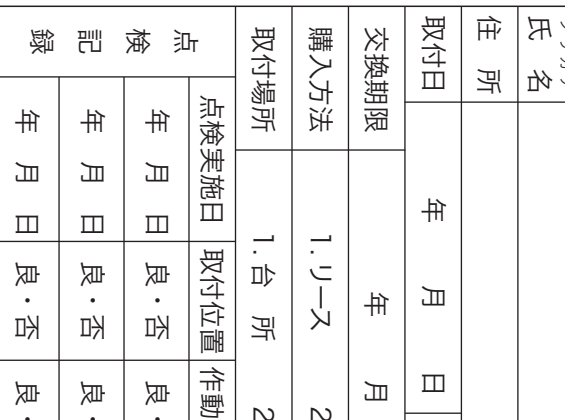 氏 名
住 所
取付日 年 月 日
交換期限 年 月
購入方法 1. リース 2
取付場所 1. 台 所 2
点検記録
点検実施日 取付位置 作動
年 月 日 良・否 良・
年 月 日 良・否 良・
年 月 日 良・否 良・